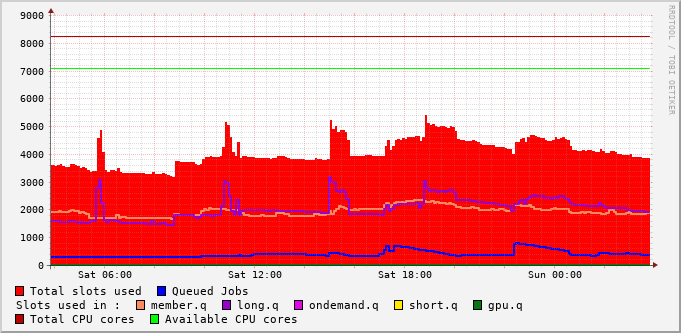 RRDTOOL / TOBI OETIKER
9000
8000
7000
6000
5000
4000
3000
2000
1000
0
Sat 06:00 Sat 12:00 Sat 18:00 Sun 00:00
Total slots used Queued Jobs
Slots used in : member.q long.q ondemand.q short.q gpu.q
Total CPU cores Available CPU cores